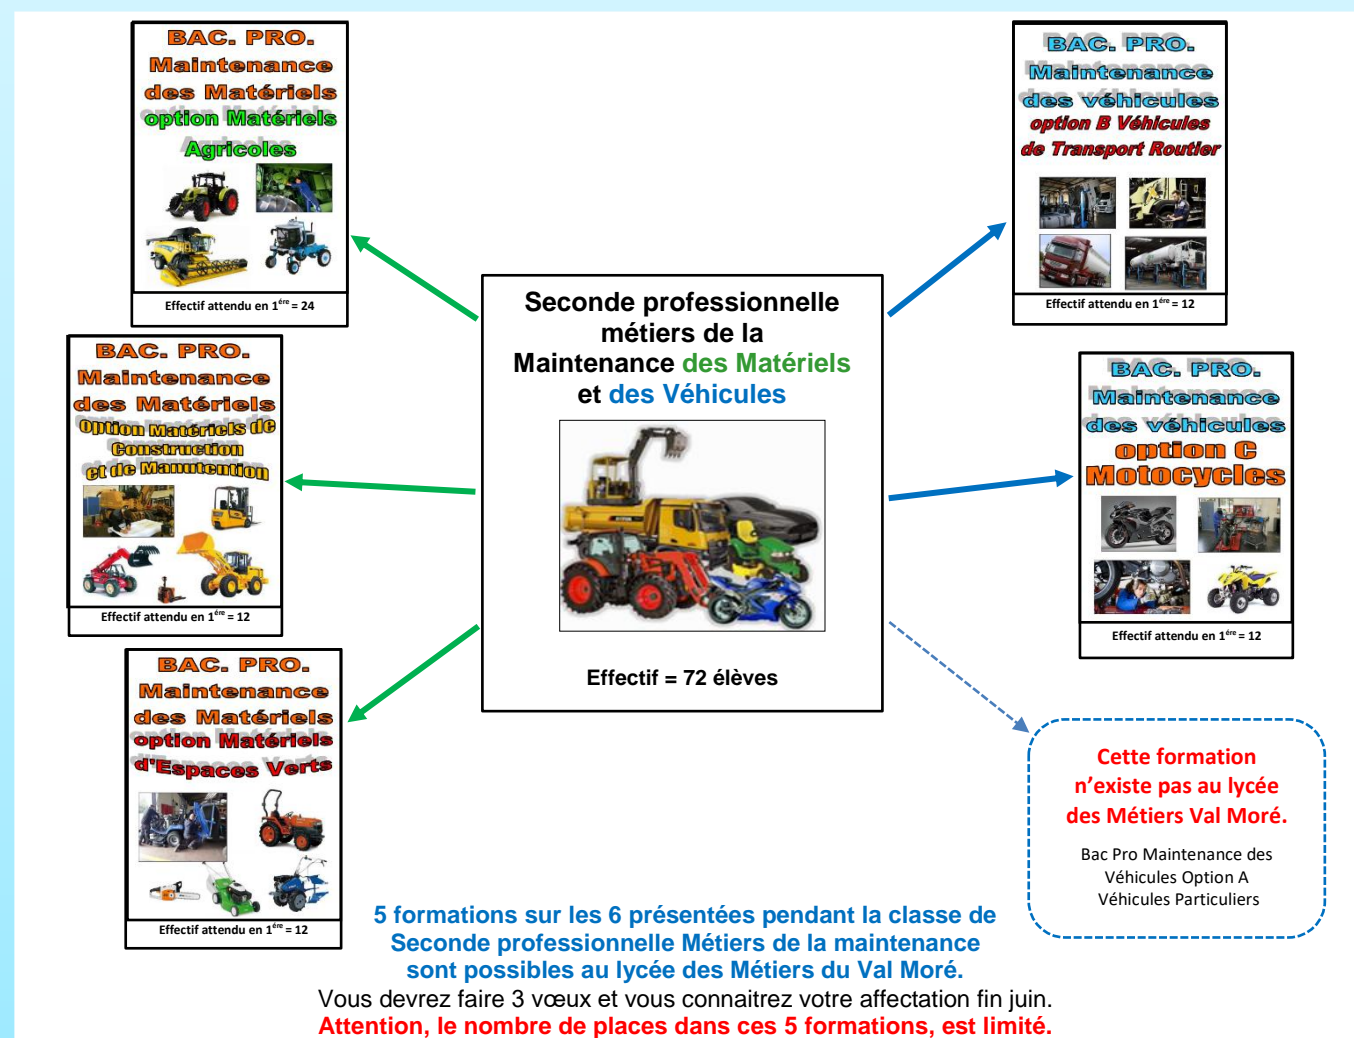 BAC. PRO.
Maintenance
des Matériels
option Matériels
Agricoles
Effectif attendu en 1ère = 24
BAC. PRO.
Maintenance
des Matériels
Option Matériels de
Construction
et de Manutention
Effectif attendu en 1ère = 12
BAC. PRO.
Maintenance
des Matériels
option Matériels
d'Espaces Verts
Effectif attendu en 1ère = 12
Seconde professionnelle
métiers de la
Maintenance des Matériels
et des Véhicules
Effectif = 72 élèves
BAC. PRO.
Maintenance
des véhicules
option B Véhicules
de Transport Routier
Effectif attendu en 1ère = 12
BAC. PRO.
Maintenance
des véhicules
option C
Motocycles
Effectif attendu en 1ère = 12
Cette formation
n'existe pas au lycée
des Métiers Val Moré.
Bac Pro Maintenance des
Véhicules Option A
Véhicules Particuliers
5 formations sur les 6 présentées pendant la classe de
Seconde professionnelle Métiers de la maintenance
sont possibles au lycée des Métiers du Val Moré.
Vous devrez faire 3 vœux et vous connaitrez votre affectation fin juin.
Attention, le nombre de places dans ces 5 formations, est limité.